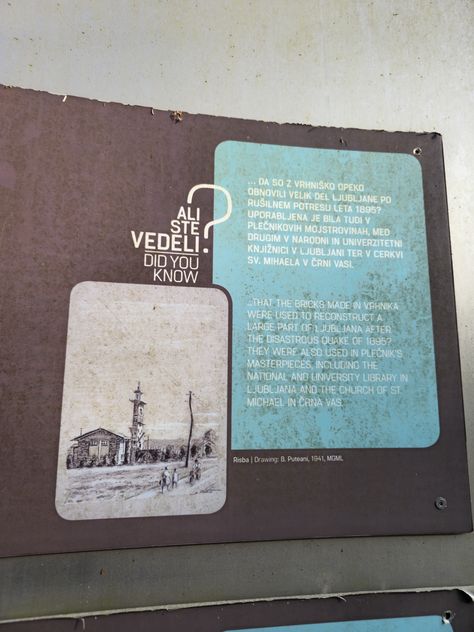 ALI
STE
VEDELI?
DID YOU
KNOW
... DA SO Z VRHNIŠKO OPEKO
OBNOVILI VELIK DEL LJUBLJANE PO
RUŠILNEM POTRESU LETA 1895?
UPORABLJENA JE BILA TUDI V
PLEČNIKOVIH MOJSTROVINAH, MED
DRUGIM V NARODNI IN UNIVERZITETNI
KNJIŽNICI V LJUBLJANI TER V CERKVI
SV. MIHAELA V ČRNI VASI.
...THAT THE BRICKS MADE IN VRHNIKA
WERE USED TO RECONSTRUCT A
LARGE PART OF LJUBLJANA AFTER
THE DISASTROUS QUAKE OF 1895?
THEY WERE ALSO USED IN PLEČNIK'S
MASTERPIECES, INCLUDING THE
NATIONAL AND UNIVERSITY LIBRARY IN
LJUBLJANA AND THE CHURCH OF ST.
MICHAEL IN ČRNA VAS.
Risba | Drawing: B. Puteani, 1941, MGML